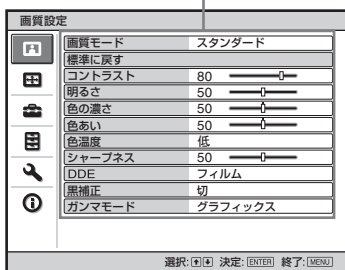 画質設定
画質モード スタンダード
標準に戻す
コントラスト 80
明るさ 50
色の濃さ 50
色あい 50
色温度 低
シャープネス 50
DDE フィルム
黒補正 切
ガンマモード グラフィックス
選択: 決定: ENTER 終了: MENU